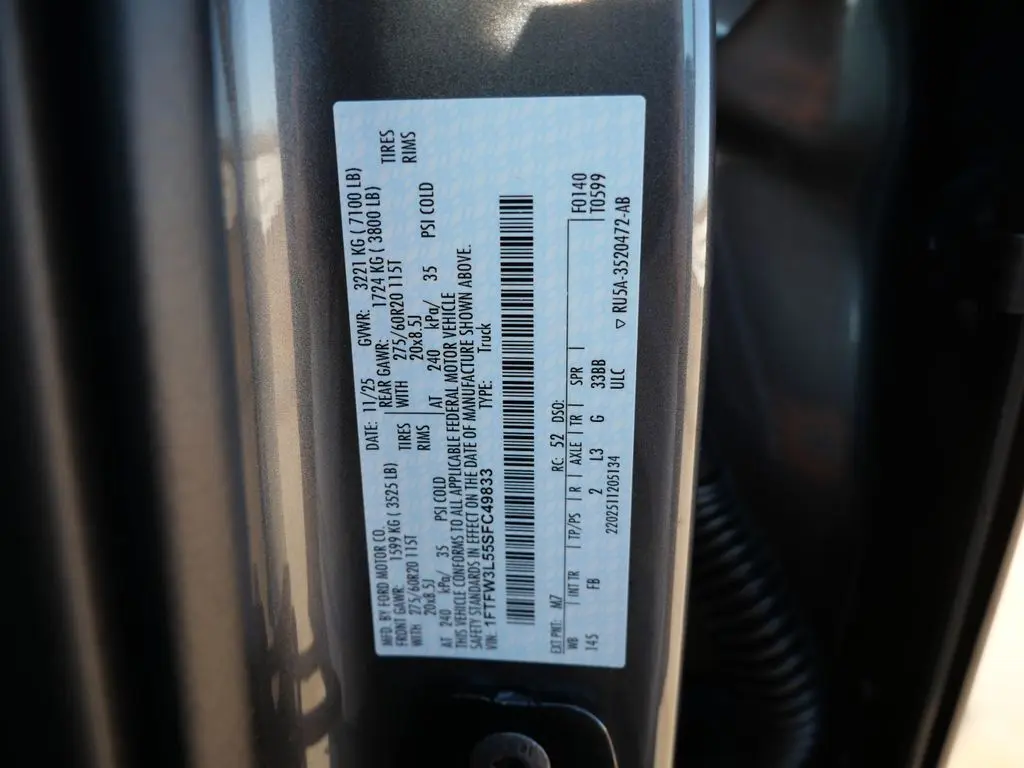 MFD. BY FORD MOTOR CO.
DATE: 11/25 GVWR: 3221 KG ( 7100 LB)
FRONT GAWR: 1599 KG ( 3525 LB) REAR GAWR: 1724 KG ( 3800 LB)
WITH 275/60R20 115T TIRES WITH 275/60R20 115T TIRES
20x8.5J RIMS 20x8.5J RIMS
AT 240 kPa/ 35 PSI COLD AT 240 kPa/ 35 PSI COLD
THIS VEHICLE CONFORMS TO ALL APPLICABLE FEDERAL MOTOR VEHICLE
SAFETY STANDARDS IN EFFECT ON THE DATE OF MANUFACTURE SHOWN ABOVE.
VIN: 1FTFW3L55SFC49833 TYPE: Truck
EXT PNT: M7 RC: 52 DSO: F0140
WB INT TR TP/PS R AXLE TR SPR T0599
145 FB 2 L3 G 33BB
2202511205134 ULC ▽ RU5A-3520472-AB